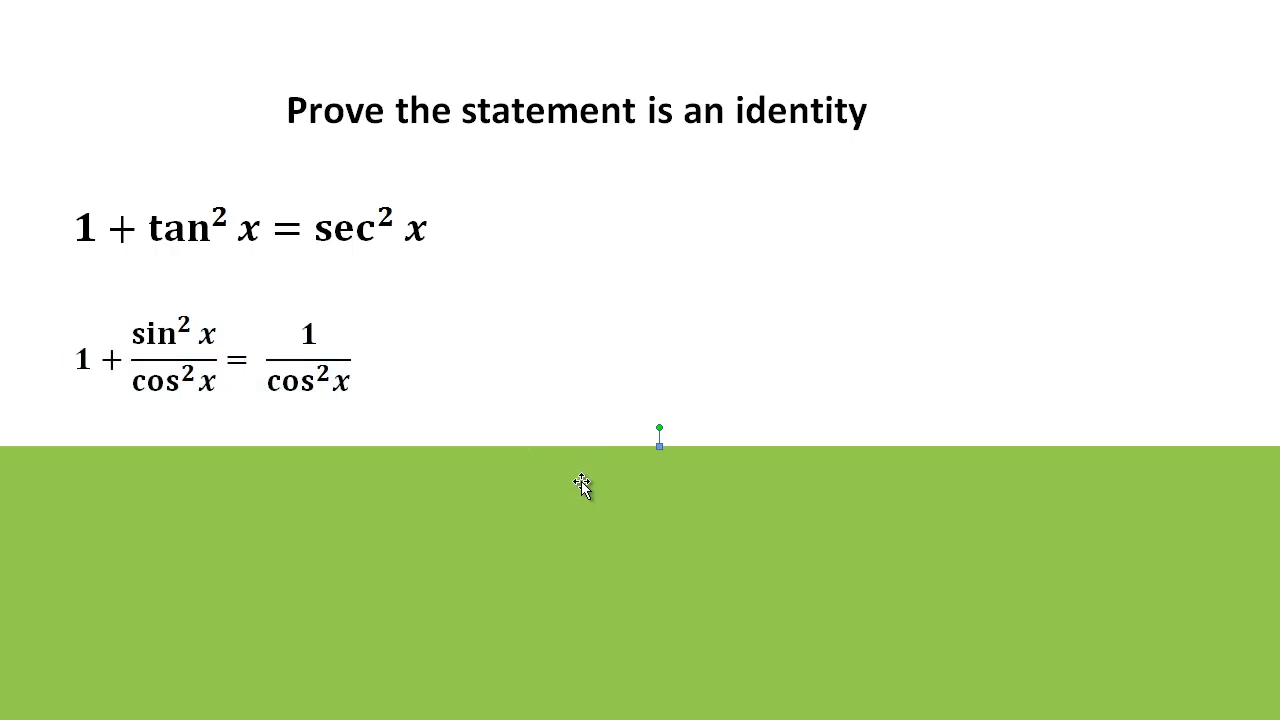 Prove the statement is an identity
1 + tan² x = sec² x
1 + sin² x / cos² x = 1 / cos² x